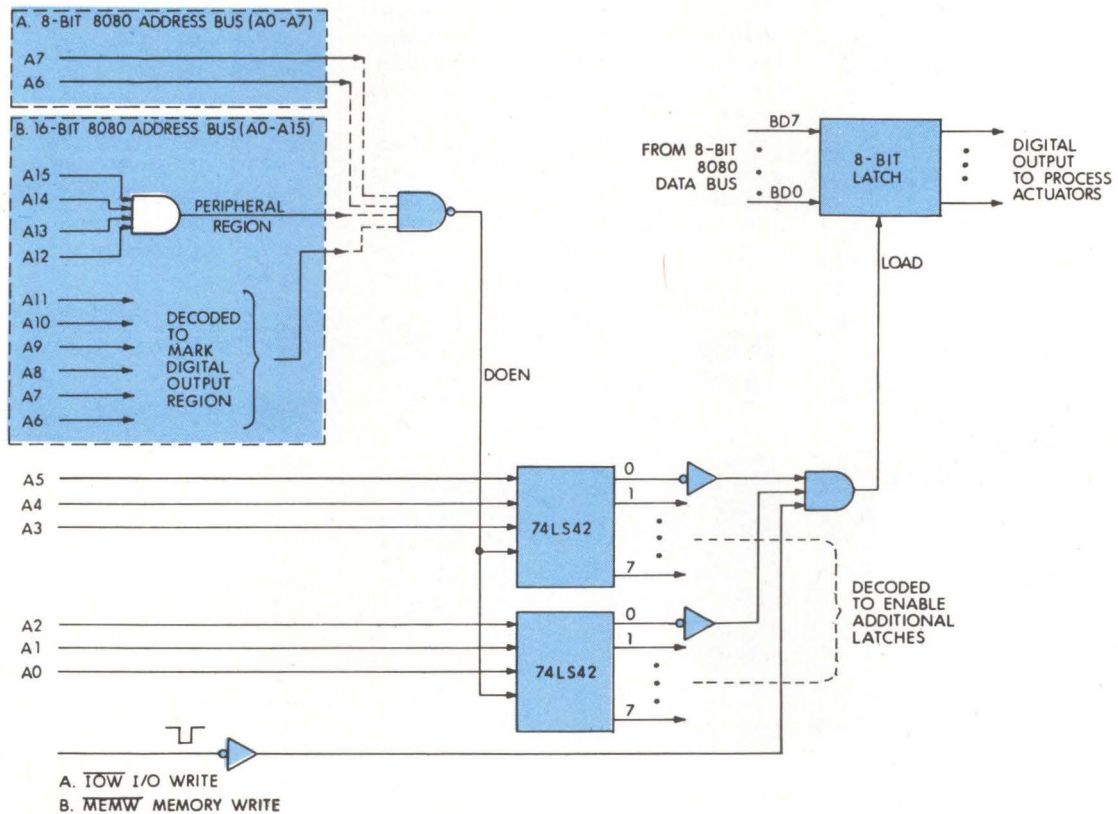 A. 8-BIT 8080 ADDRESS BUS (A0-A7)
A7
A6
B. 16-BIT 8080 ADDRESS BUS (A0-A15)
A15
A14
A13
A12
PERIPHERAL
REGION
A11
A10
A9
A8
A7
A6
DECODED
TO
MARK
DIGITAL
OUTPUT
REGION
DOEN
FROM 8-BIT
8080
DATA BUS
BD7
BD0
8-BIT
LATCH
DIGITAL
OUTPUT
TO PROCESS
ACTUATORS
LOAD
A5
A4
A3
74LS42
0
1
7
A2
A1
A0
74LS42
0
1
7
DECODED
TO ENABLE
ADDITIONAL
LATCHES
A. IOW I/O WRITE
B. MEMW MEMORY WRITE